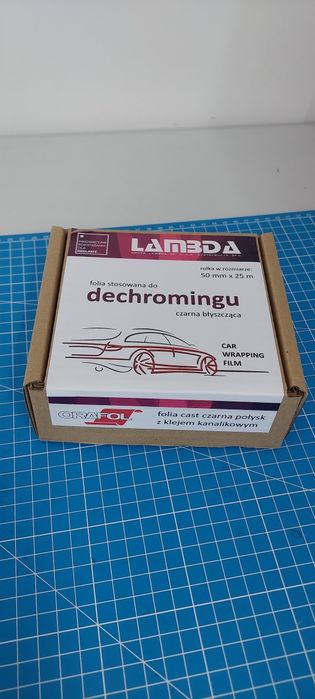 LAMBDA
rolka w rozmiarze:
50 mm x 25 m
folia stosowana do
dechromingu
czarna błyszcząca
CAR
WRAPPING
FILM
ORAFOL
folia cast czarna połysk
z klejem kanalikowym